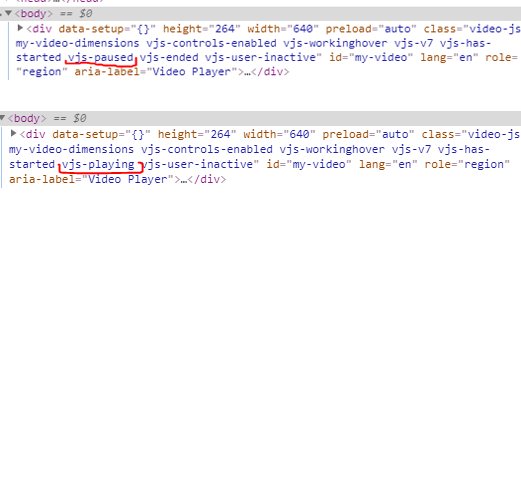 ▼<body> == $0
▶<div data-setup="{}" height="264" width="640" preload="auto" class="video-js
my-video-dimensions vjs-controls-enabled vjs-workinghover vjs-v7 vjs-has-
started vjs-paused vjs-ended vjs-user-inactive" id="my-video" lang="en" role=
"region" aria-label="Video Player">…</div>
▼<body> == $0
▶<div data-setup="{}" height="264" width="640" preload="auto" class="video-js
my-video-dimensions vjs-controls-enabled vjs-workinghover vjs-v7 vjs-has-
started vjs-playing vjs-user-inactive" id="my-video" lang="en" role="region"
aria-label="Video Player">…</div>